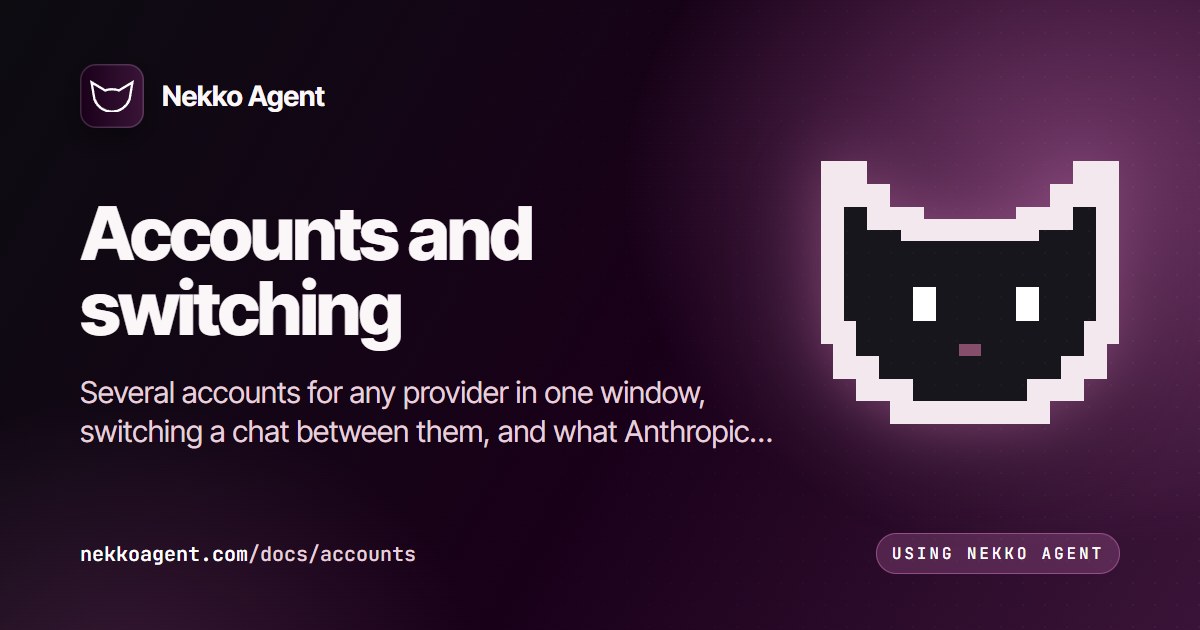 Nekko Agent
Accounts and
switching
Several accounts for any provider in one window,
switching a chat between them, and what Anthropic...
nekkoagent.com/docs/accounts
USING NEKKO AGENT